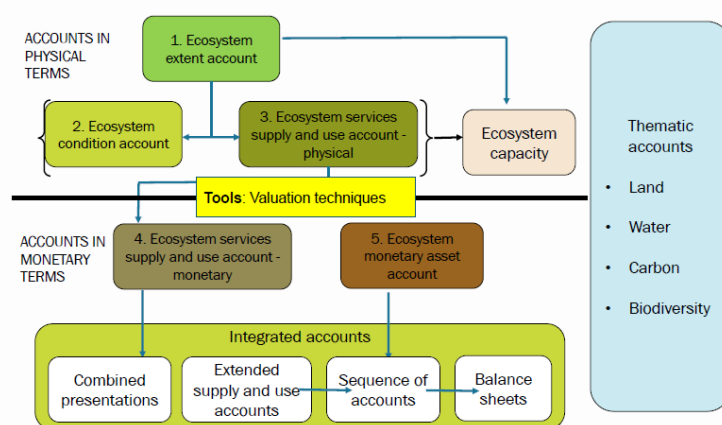 ACCOUNTS IN
PHYSICAL
TERMS
1. Ecosystem
extent account
2. Ecosystem
condition account
3. Ecosystem services
supply and use account -
physical
Ecosystem
capacity
Tools: Valuation techniques
ACCOUNTS IN
MONETARY
TERMS
4. Ecosystem services
supply and use account -
monetary
5. Ecosystem
monetary asset
account
Integrated accounts
Combined
presentations
Extended
supply and use
accounts
Sequence of
accounts
Balance
sheets
Thematic
accounts
• Land
• Water
• Carbon
• Biodiversity